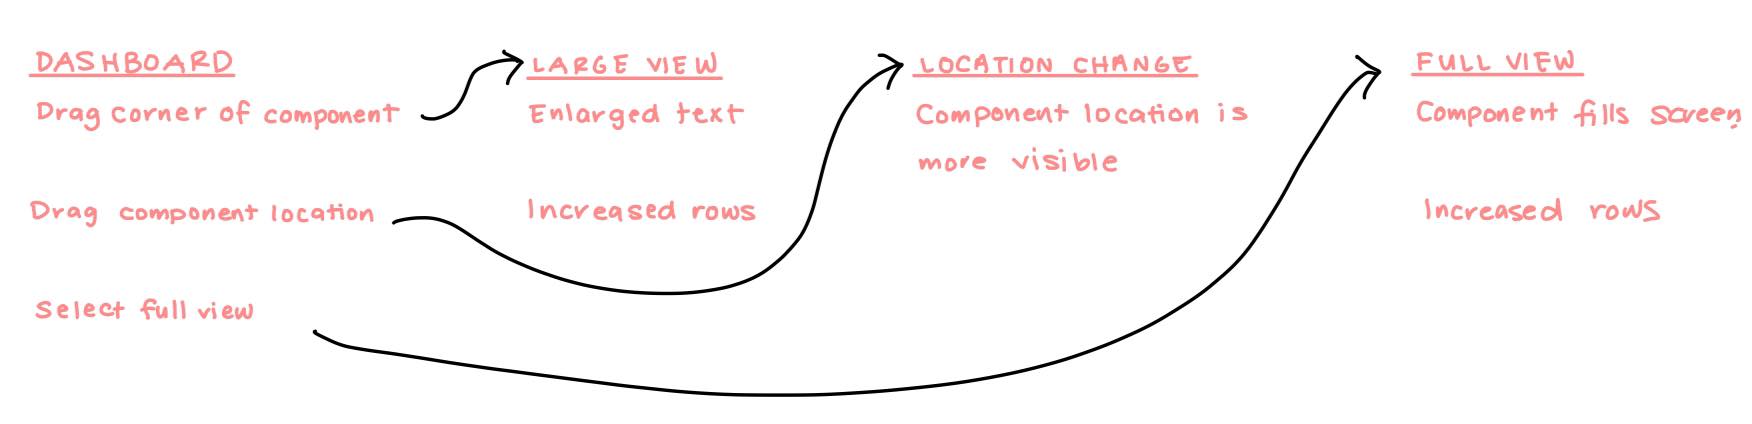 DASHBOARD
Drag corner of component
Drag component location
Select full view
LARGE VIEW
Enlarged text
Increased rows
LOCATION CHANGE
Component location is
more visible
FULL VIEW
Component fills screen
Increased rows